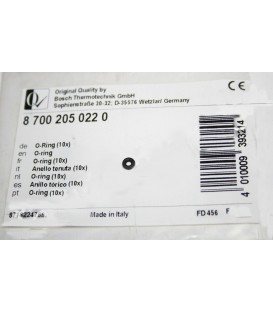 Original Quality by
Bosch Thermotechnik GmbH
Sophienstraße 30-32; D-35576 Wetzlar/ Germany
CE
8 700 205 022 0
de O-Ring (10x)
en O-ring
fr O-Ring (10x)
it Anello tenuta (10x)
nl O-ring (10x)
es Anillo tórico (10x)
pt O-Ring (10x)
4 010009 393214
Made in Italy
FD 456 F